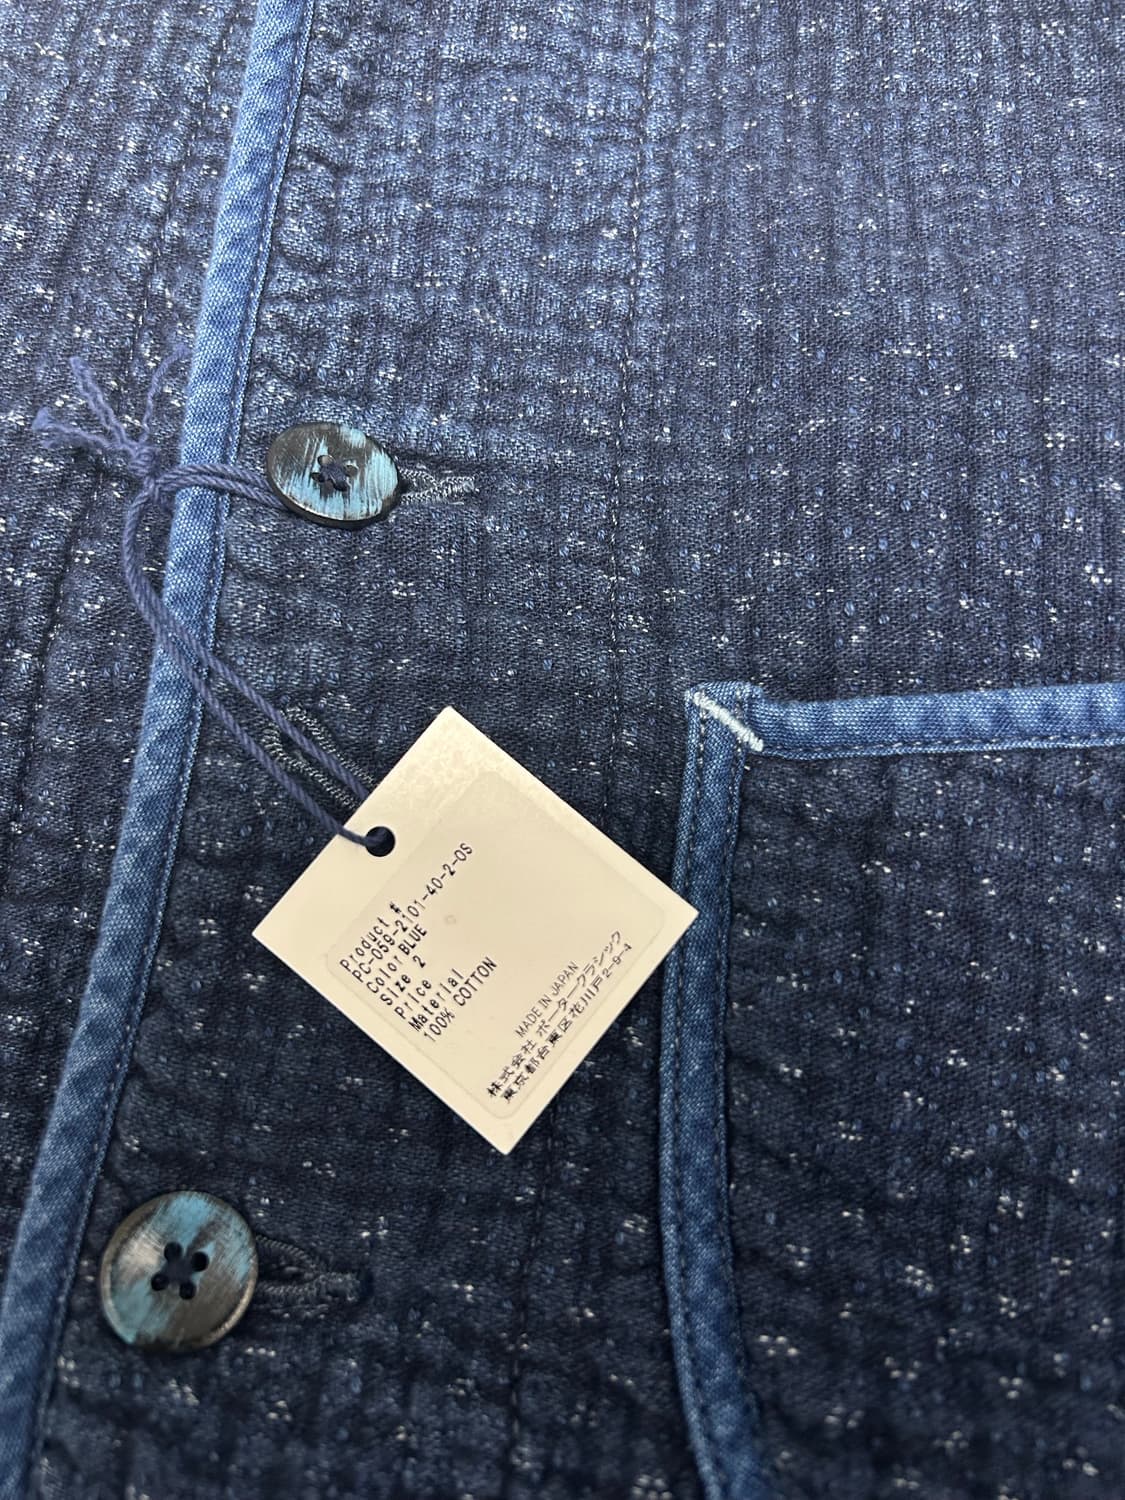 Product #
PC-059-2101-40-2-OS
Color BLUE
Size 2
Price
Material
100% COTTON
MADE IN JAPAN
株式会社 ポータークラシック
東京都台東区花川戸2-9-4